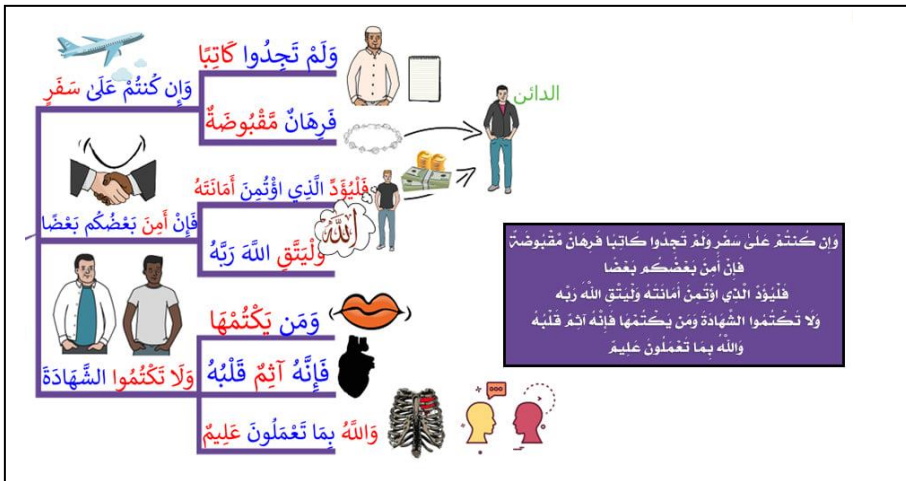 وَإِن كُنتُمْ عَلَىٰ سَفَرٍ
وَلَمْ تَجِدُوا كَاتِبًا
فَرِهَانٌ مَّقْبُوضَةٌ
الدائن
فَإِنْ أَمِنَ بَعْضُكُم بَعْضًا
فَلْيُؤَدِّ الَّذِي اؤْتُمِنَ أَمَانَتَهُ
اللّٰه
وَلْيَتَّقِ اللَّهَ رَبَّهُ
وَلَا تَكْتُمُوا الشَّهَادَةَ
وَمَن يَكْتُمْهَا
فَإِنَّهُ آثِمٌ قَلْبُهُ
وَاللَّهُ بِمَا تَعْمَلُونَ عَلِيمٌ
وَإِن كُنتُمْ عَلَىٰ سَفَرٍ وَلَمْ تَجِدُوا كَاتِبًا فَرِهَانٌ مَّقْبُوضَةٌ
فَإِنْ أَمِنَ بَعْضُكُم بَعْضًا
فَلْيُؤَدِّ الَّذِي اؤْتُمِنَ أَمَانَتَهُ وَلْيَتَّقِ اللَّهَ رَبَّهُ
وَلَا تَكْتُمُوا الشَّهَادَةَ وَمَن يَكْتُمْهَا فَإِنَّهُ آثِمٌ قَلْبُهُ
وَاللَّهُ بِمَا تَعْمَلُونَ عَلِيمٌ